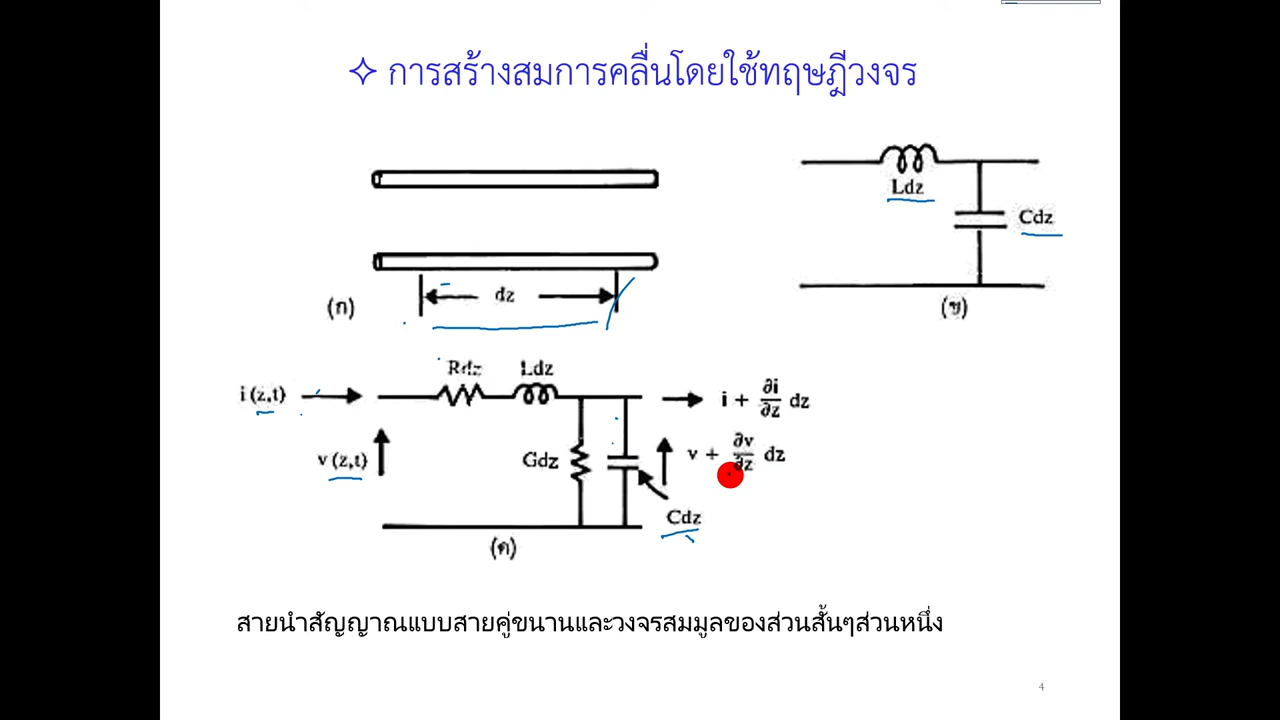 ✧ การสร้างสมการคลื่นโดยใช้ทฤษฎีวงจร
Ldz
Cdz
(ข)
dz
(ก)
Rdz Ldz
i (z,t)
i + ∂i/∂z dz
v (z,t)
Gdz
v + ∂v/∂z dz
Cdz
(ค)
สายนำสัญญาณแบบสายคู่ขนานและวงจรสมมูลของส่วนสั้นๆส่วนหนึ่ง
4